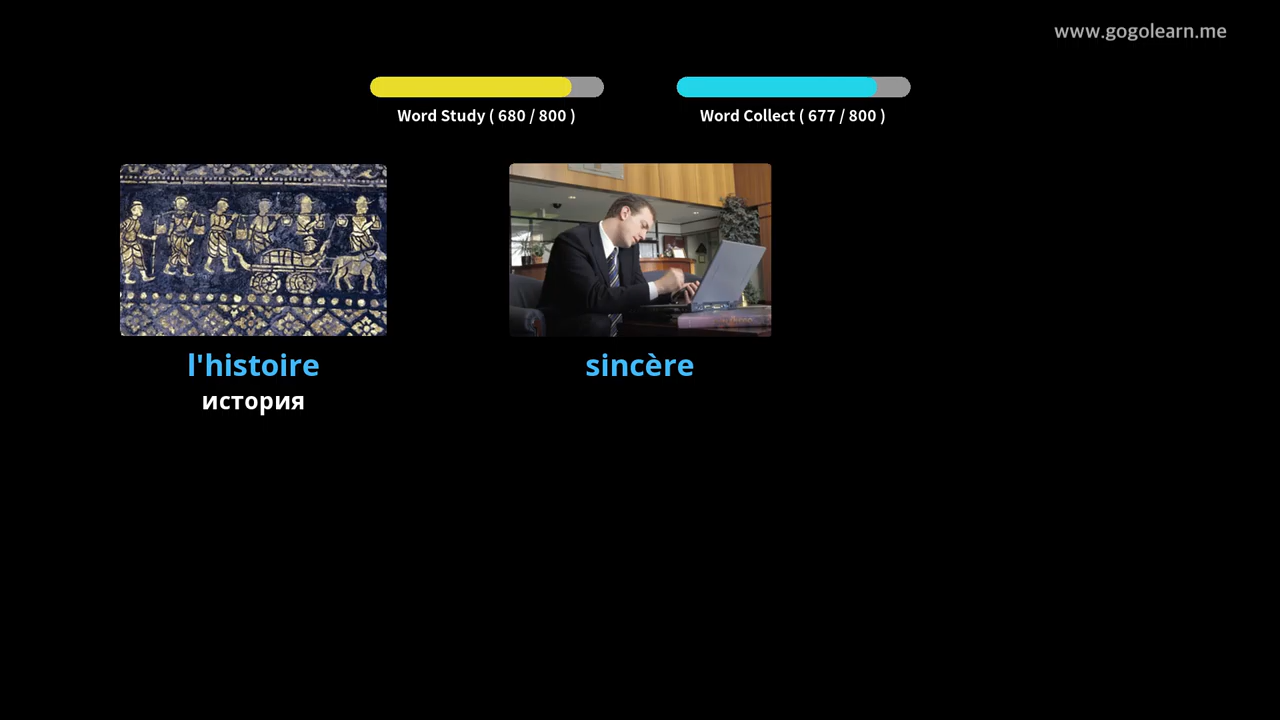 www.gogolearn.me
Word Study ( 680 / 800 )
Word Collect ( 677 / 800 )
l'histoire
история
sincère